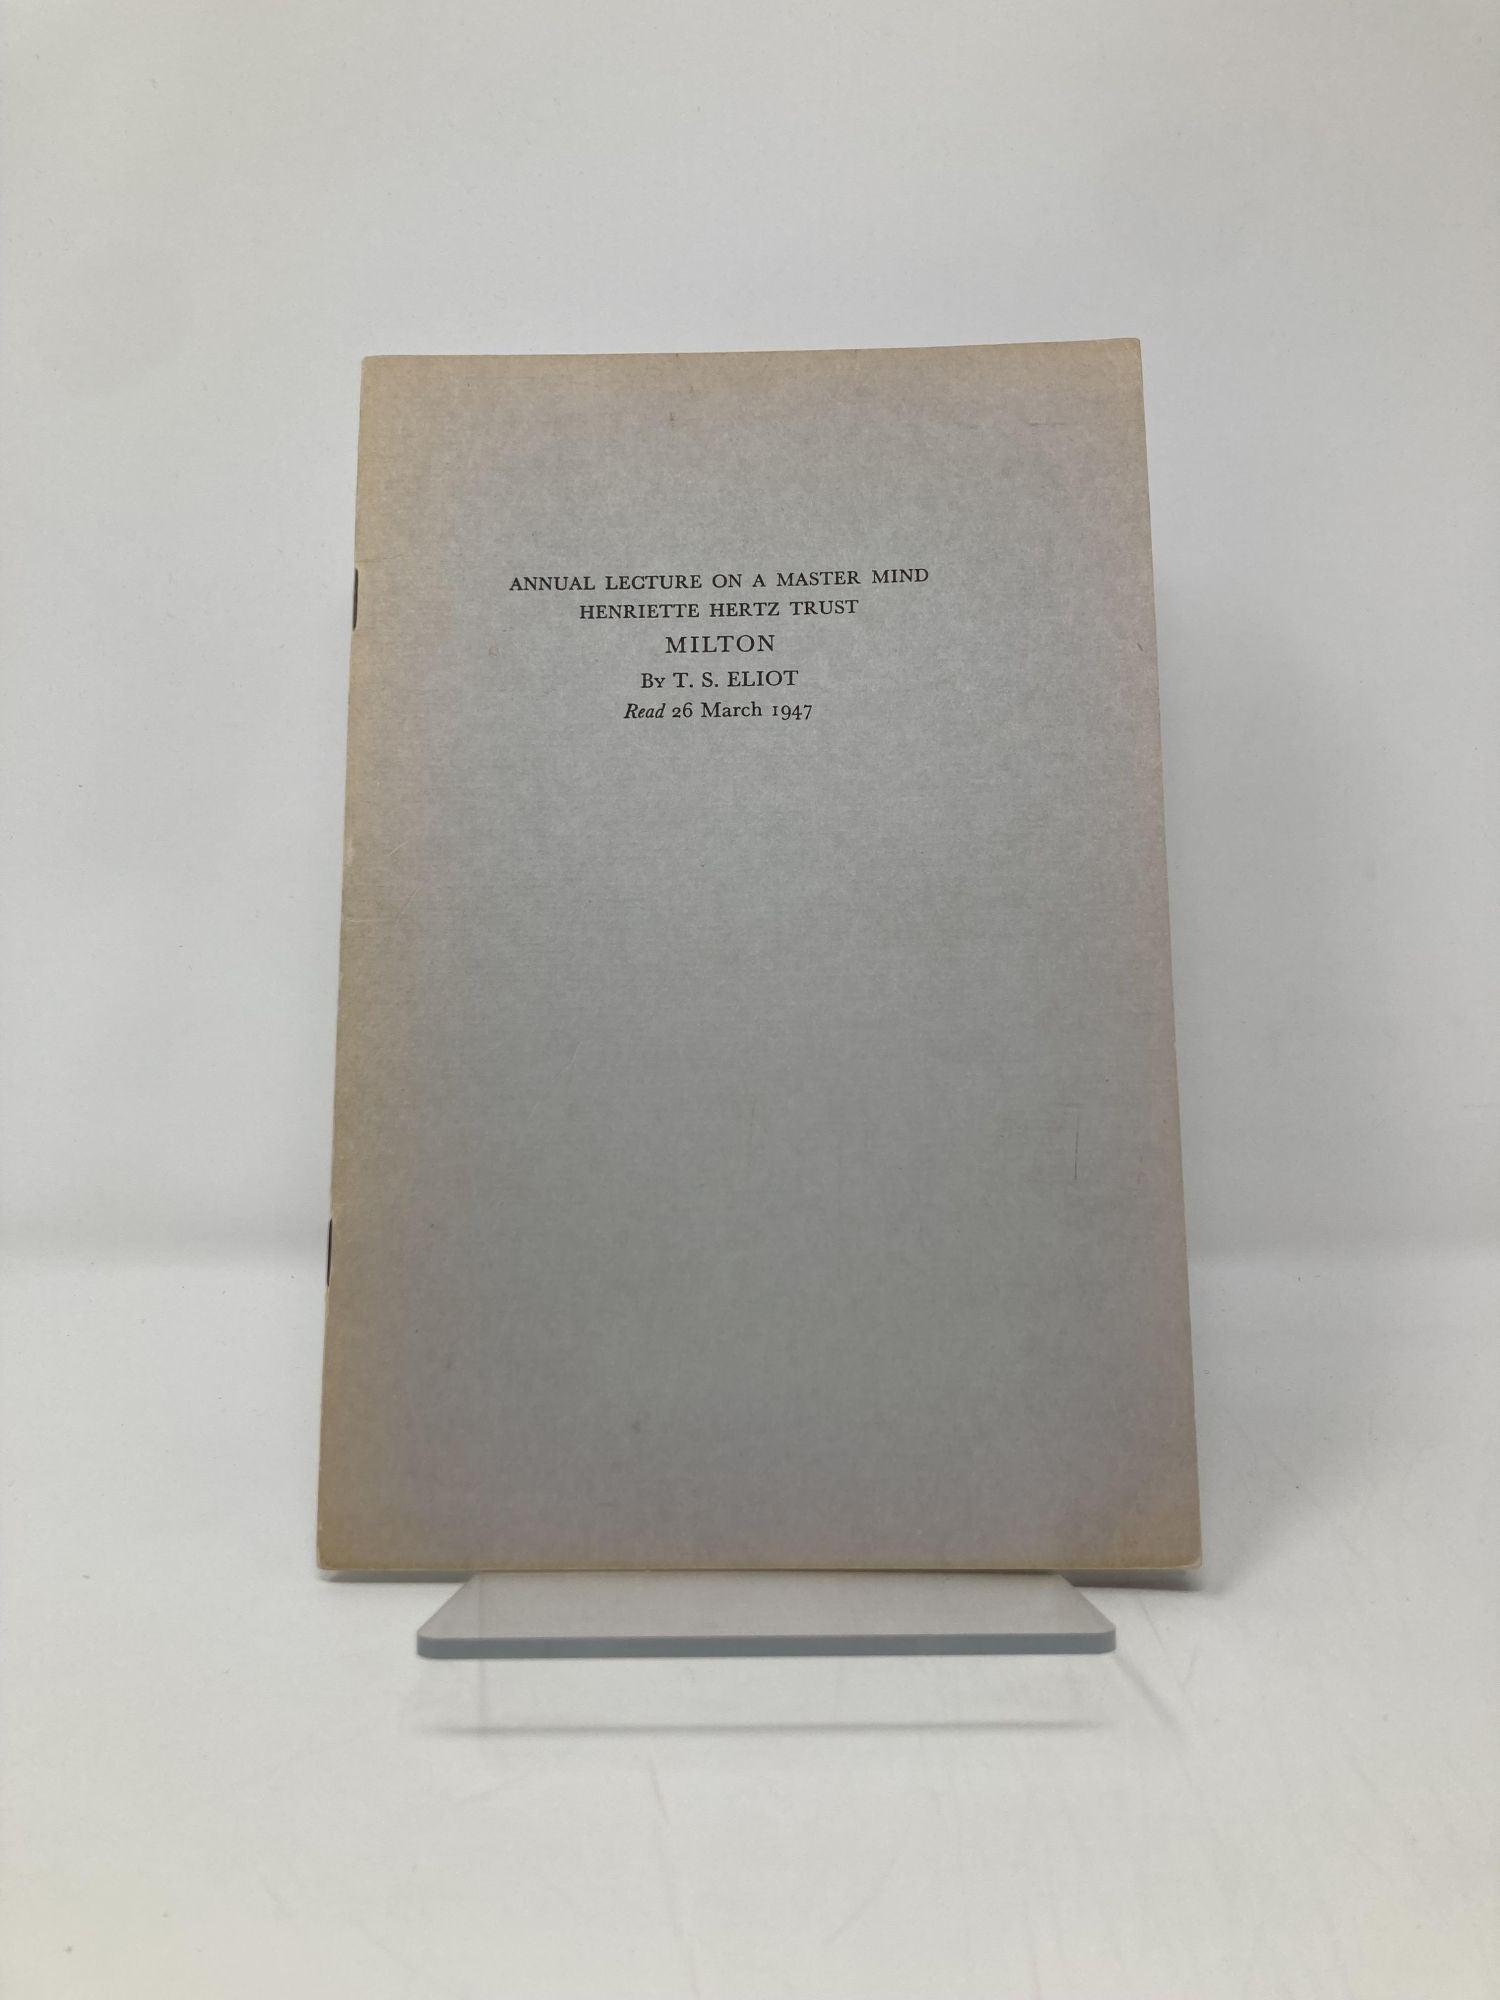 ANNUAL LECTURE ON A MASTER MIND
HENRIETTE HERTZ TRUST
MILTON
By T. S. ELIOT
Read 26 March 1947